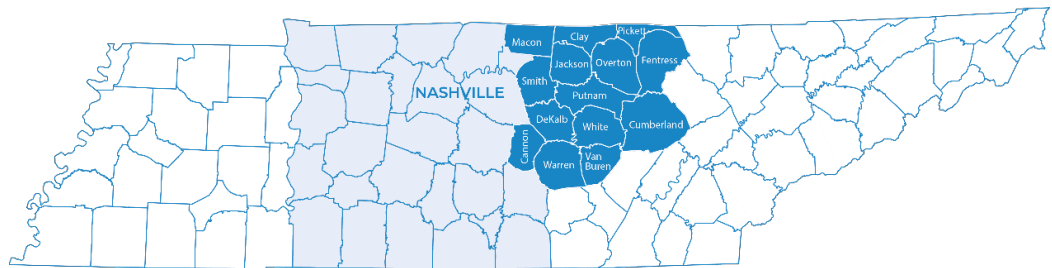 Pickett
Clay
Macon
Jackson
Overton
Fentress
Smith
NASHVILLE
Putnam
DeKalb
White
Cumberland
Cannon
Warren
Van
Buren